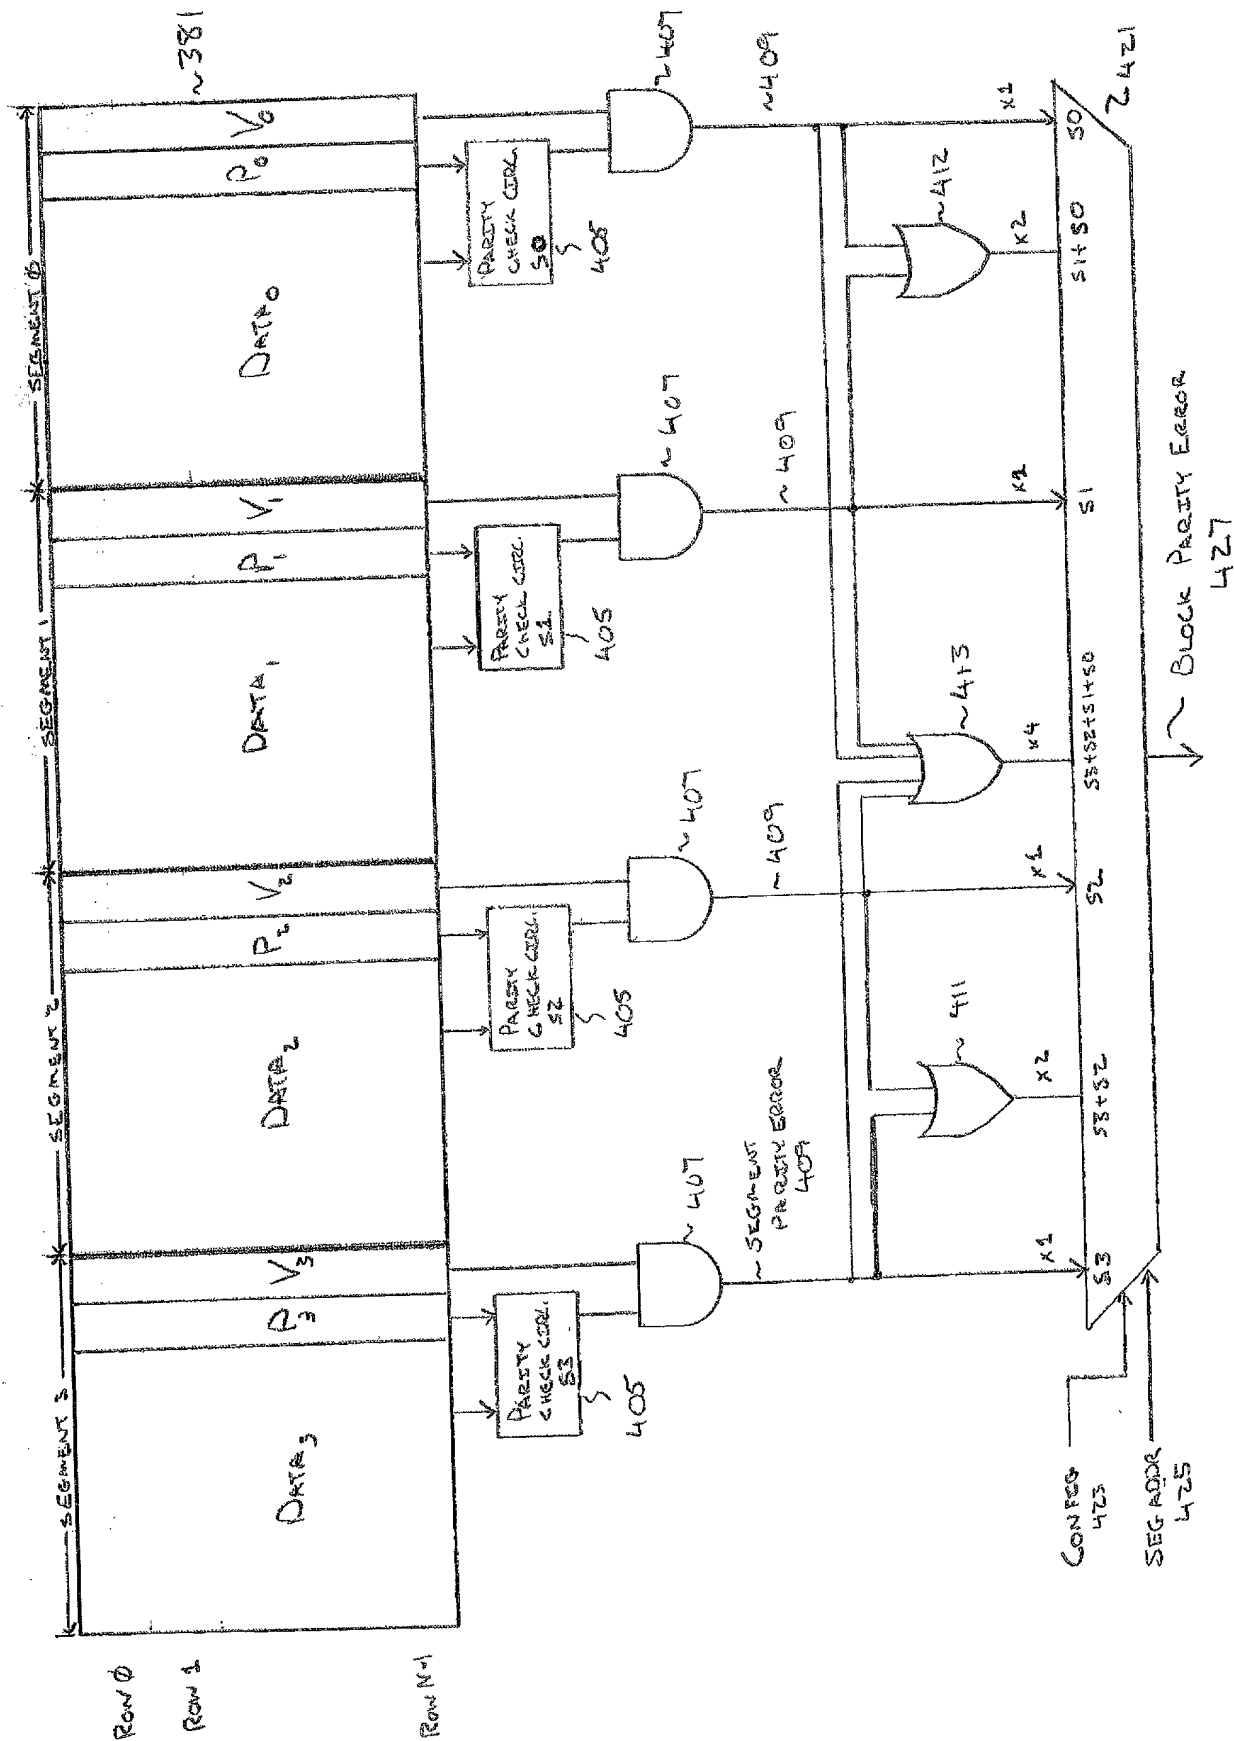 SEGMENT 3
SEGMENT 2
SEGMENT 1
SEGMENT 0
ROW 0
ROW 1
ROW N-1
DATA3
P3
V3
DATA2
P2
V2
DATA1
P1
V1
DATA0
P0
V0
~381
PARITY
CHECK CIRC.
S3
405
PARITY
CHECK CIRC.
S2
405
PARITY
CHECK CIRC.
S1
405
PARITY
CHECK CIRC.
S0
405
~407
~407
~407
~407
~SEGMENT
PARITY ERROR
409
~409
~409
~409
~411
~413
~412
x1
x2
x1
x4
x1
x2
x1
S3
S3+S2
S2
S3+S2+S1+S0
S1
S1+S0
S0
421
CONFIG
423
SEG ADDR
425
~ BLOCK PARITY ERROR
427